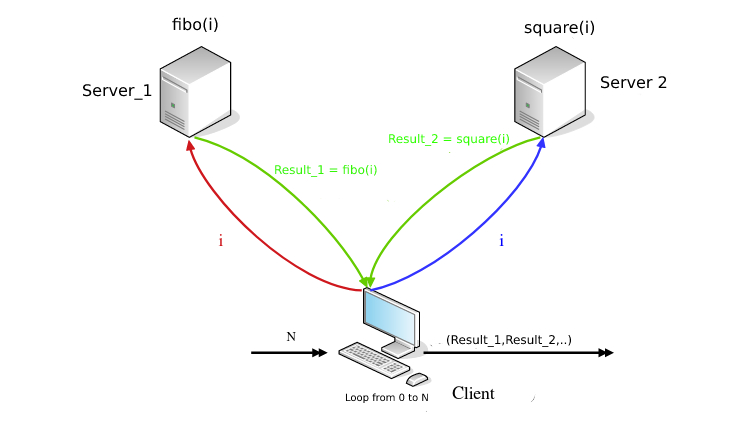 fibo(i)
square(i)
Server_1
Server 2
Result_2 = square(i)
Result_1 = fibo(i)
i
i
N
(Result_1,Result_2,..)
Loop from 0 to N
Client